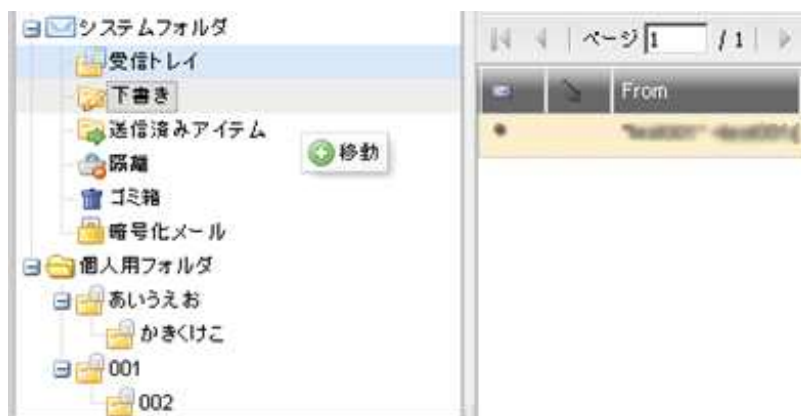 システムフォルダ
受信トレイ
下書き
送信済みアイテム
隔離
ゴミ箱
暗号化メール
個人用フォルダ
あいうえお
かきくけこ
001
002
移動
ページ 1 / 1
From